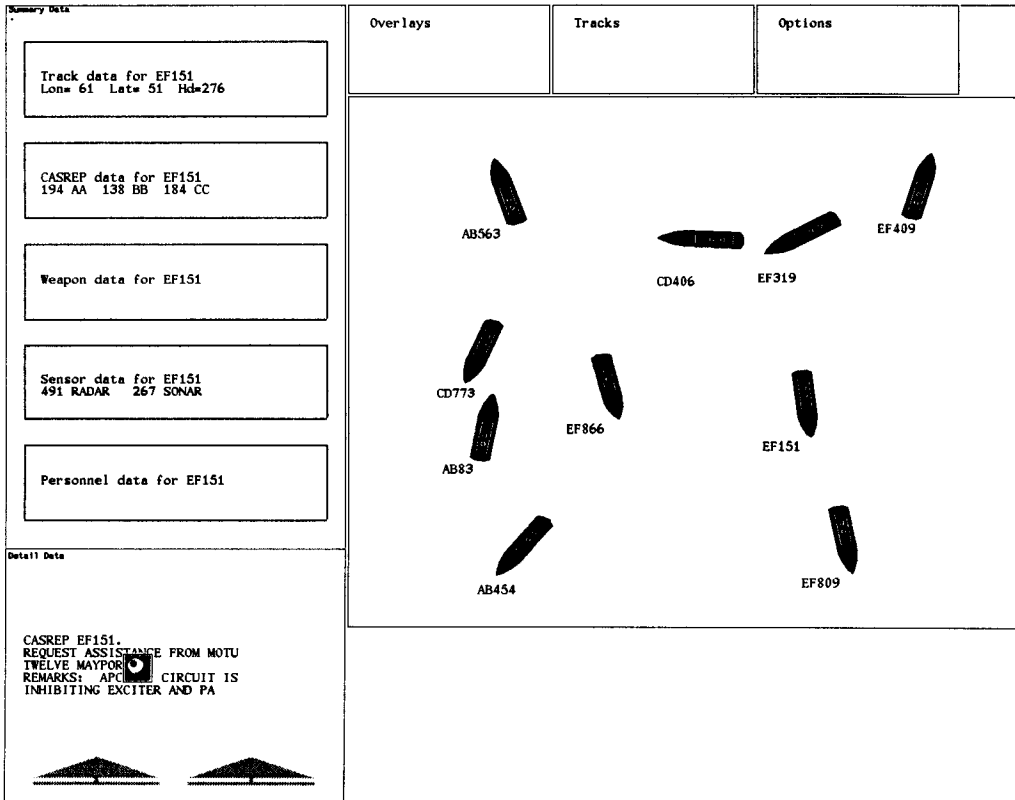 Summary Data
Track data for EF151
Lon= 61 Lat= 51 Hd=276
CASREP data for EF151
194 AA 138 BB 184 CC
Weapon data for EF151
Sensor data for EF151
491 RADAR 267 SONAR
Personnel data for EF151
Detail Data
CASREP EF151.
REQUEST ASSISTANCE FROM MOTU
TWELVE MAYPOR
REMARKS: APC CIRCUIT IS
INHIBITING EXCITER AND PA
Overlays
Tracks
Options
AB563
CD406
EF319
EF409
CD773
AB83
EF866
EF151
AB454
EF809